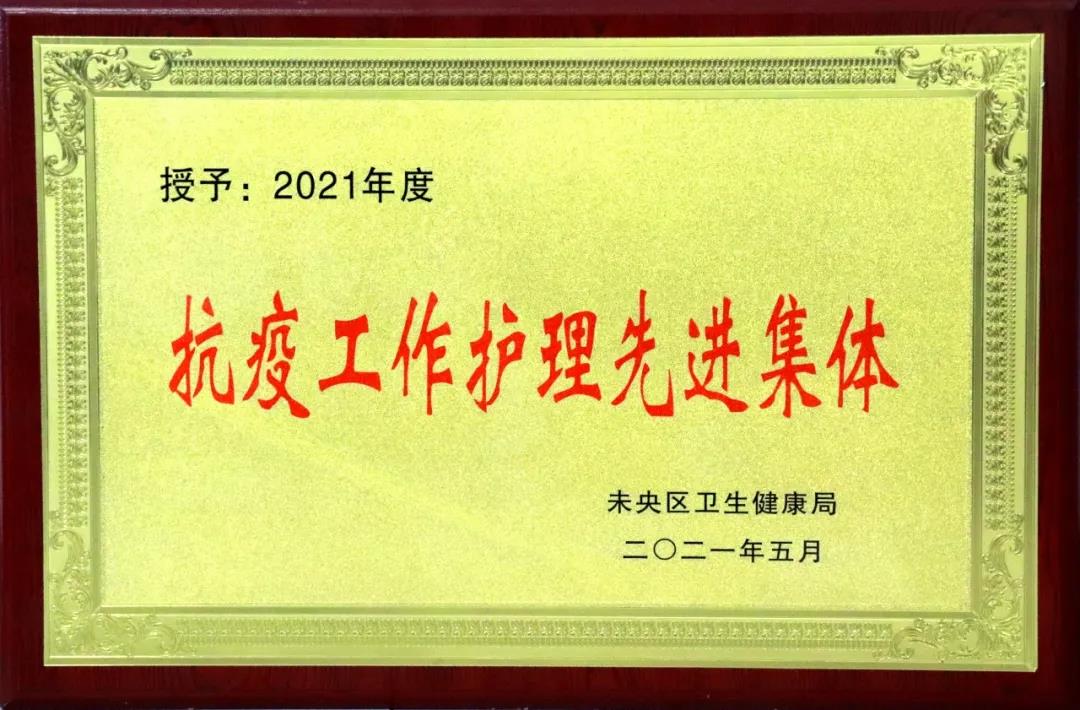 授予：2021年度
抗疫工作护理先进集体
未央区卫生健康局
二〇二一年五月